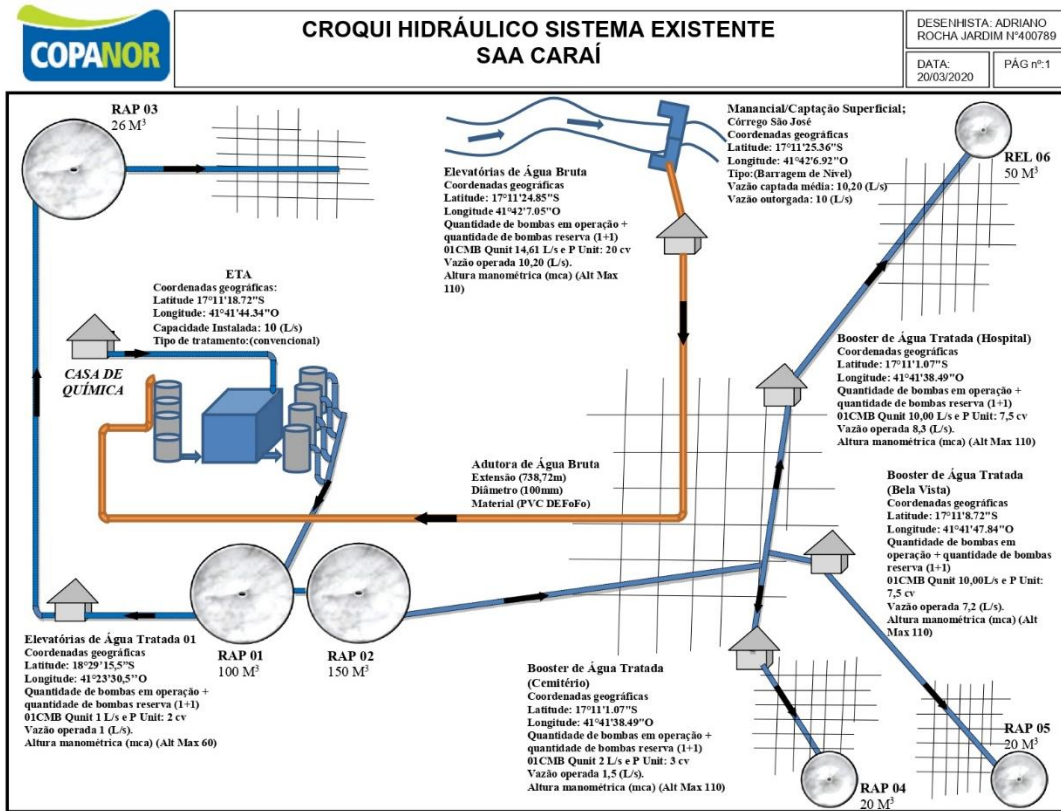 COPANOR
CROQUI HIDRÁULICO SISTEMA EXISTENTE
SAA CARAÍ
DESENHISTA: ADRIANO
ROCHA JARDIM Nº400789
DATA:
20/03/2020
PÁG nº:1
RAP 03
26 M³
Elevatórias de Água Bruta
Coordenadas geográficas
Latitude: 17°11'24.85"S
Longitude 41°42'7.05"O
Quantidade de bombas em operação +
quantidade de bombas reserva (1+1)
01CMB Qunit 14,61 L/s e P Unit: 20 cv
Vazão operada 10,20 (L/s).
Altura manométrica (mca) (Alt Max
110)
Manancial/Captação Superficial;
Córrego São José
Coordenadas geográficas
Latitude: 17°11'25.36"S
Longitude: 41°42'6.92"O
Tipo:(Barragem de Nível)
Vazão captada média: 10,20 (L/s)
Vazão outorgada: 10 (L/s)
REL 06
50 M³
ETA
Coordenadas geográficas:
Latitude 17°11'18.72"S
Longitude: 41°41'44.34"O
Capacidade Instalada: 10 (L/s)
Tipo de tratamento:(convencional)
CASA DE
QUÍMICA
Booster de Água Tratada (Hospital)
Coordenadas geográficas
Latitude: 17°11'1.07"S
Longitude: 41°41'38.49"O
Quantidade de bombas em operação +
quantidade de bombas reserva (1+1)
01CMB Qunit 10,00 L/s e P Unit: 7,5 cv
Vazão operada 8,3 (L/s).
Altura manométrica (mca) (Alt Max 110)
Adutora de Água Bruta
Extensão (738,72m)
Diâmetro (100mm)
Material (PVC DEFoFo)
Booster de Água Tratada
(Bela Vista)
Coordenadas geográficas
Latitude: 17°11'8.72"S
Longitude: 41°41'47.84"O
Quantidade de bombas em
operação + quantidade de bombas
reserva (1+1)
01CMB Qunit 10,00L/s e P Unit:
7,5 cv
Vazão operada 7,2 (L/s).
Altura manométrica (mca) (Alt
Max 110)
Elevatórias de Água Tratada 01
Coordenadas geográficas
Latitude: 18°29'15,5"S
Longitude: 41°23'30,5"O
Quantidade de bombas em operação +
quantidade de bombas reserva (1+1)
01CMB Qunit 1 L/s e P Unit: 2 cv
Vazão operada 1 (L/s).
Altura manométrica (mca) (Alt Max 60)
RAP 01
100 M³
RAP 02
150 M³
Booster de Água Tratada
(Cemitério)
Coordenadas geográficas
Latitude: 17°11'1.07"S
Longitude: 41°41'38.49"O
Quantidade de bombas em operação +
quantidade de bombas reserva (1+1)
01CMB Qunit 2 L/s e P Unit: 3 cv
Vazão operada 1,5 (L/s).
Altura manométrica (mca) (Alt Max 110)
RAP 04
20 M³
RAP 05
20 M³